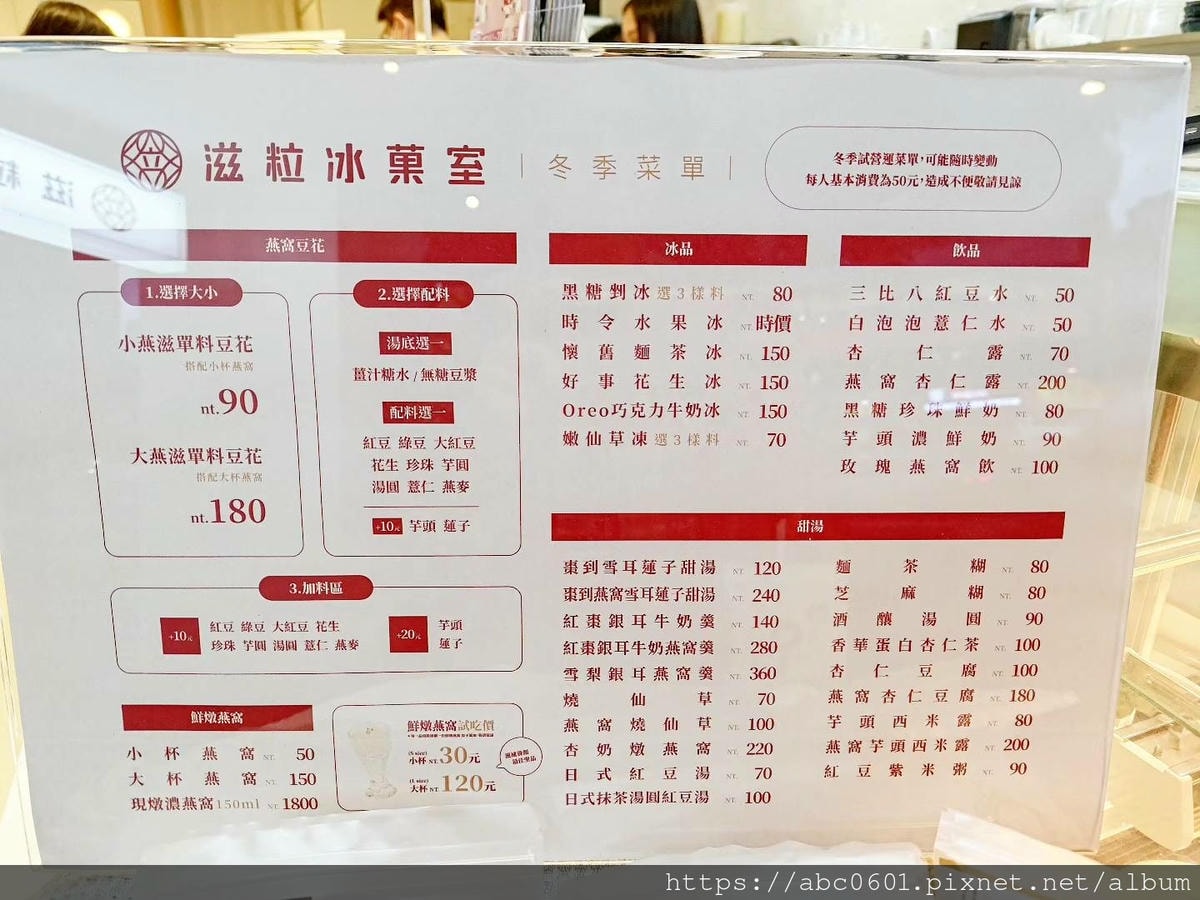 滋粒冰菓室
冬季菜單
冬季試營運菜單,可能隨時變動
每人基本消費為50元,造成不便敬請見諒
燕窩豆花
1.選擇大小
小燕滋單料豆花
搭配小杯燕窩
nt.90
大燕滋單料豆花
搭配大杯燕窩
nt.180
2.選擇配料
湯底選一
薑汁糖水/無糖豆漿
配料選一
紅豆 綠豆 大紅豆
花生 珍珠 芋圓
湯圓 薏仁 燕麥
+10元 芋頭 蓮子
3.加料區
+10元
紅豆 綠豆 大紅豆 花生
珍珠 芋圓 湯圓 薏仁 燕麥
+20元
芋頭
蓮子
鮮燉燕窩
小杯燕窩 NT. 50
大杯燕窩 NT. 150
現燉濃燕窩150ml NT. 1800
鮮燉燕窩試吃價
(S size)
小杯 NT.30元
(L size)
大杯 NT.120元
冰品
黑糖剉冰 選3樣料 NT. 80
時令水果冰 NT. 時價
懷舊麵茶冰 NT. 150
好事花生冰 NT. 150
Oreo巧克力牛奶冰 NT. 150
嫩仙草凍 選3樣料 NT. 70
飲品
三比八紅豆水 NT. 50
白泡泡薏仁水 NT. 50
杏仁露 NT. 70
燕窩杏仁露 NT. 200
黑糖珍珠鮮奶 NT. 80
芋頭濃鮮奶 NT. 90
玫瑰燕窩飲 NT. 100
甜湯
棗到雪耳蓮子甜湯 NT. 120
棗到燕窩雪耳蓮子甜湯 NT. 240
紅棗銀耳牛奶羹 NT. 140
紅棗銀耳牛奶燕窩羹 NT. 280
雪梨銀耳燕窩羹 NT. 360
燒仙草 NT. 70
燕窩燒仙草 NT. 100
杏奶燉燕窩 NT. 220
日式紅豆湯 NT. 70
日式抹茶湯圓紅豆湯 NT. 100
麵茶糊 NT. 80
芝麻糊 NT. 80
酒釀湯圓 NT. 90
香華蛋白杏仁茶 NT. 100
杏仁豆腐 NT. 100
燕窩杏仁豆腐 NT. 180
芋頭西米露 NT. 80
燕窩芋頭西米露 NT. 200
紅豆紫米粥 NT. 90
https://abc0601.pixnet.net/album